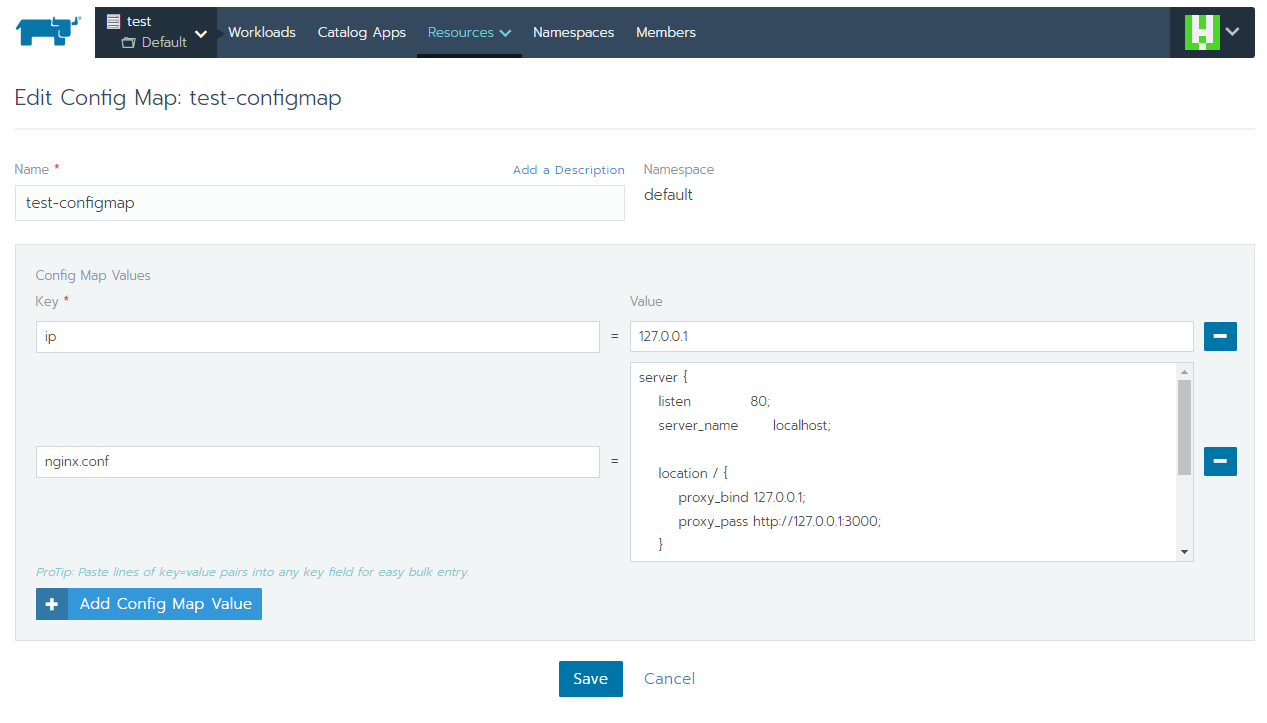 test
Default
Workloads Catalog Apps Resources Namespaces Members
Edit Config Map: test-configmap
Name * Add a Description Namespace
test-configmap default
Config Map Values
Key * Value
ip = 127.0.0.1
server {
listen 80;
server_name localhost;
location / {
nginx.conf =
proxy_bind 127.0.0.1;
proxy_pass http://127.0.0.1:3000;
}
ProTip: Paste lines of key=value pairs into any key field for easy bulk entry.
+ Add Config Map Value
Save Cancel